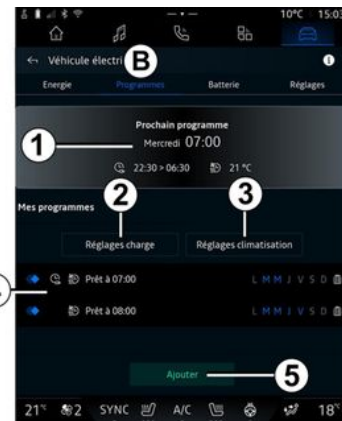 10°C 15:03
Véhicule électri B
Energie Programmes Batterie Réglages
Prochain programme
1 Mercredi 07:00
22:30 > 06:30 21 °C
2 3
Mes programmes
Réglages charge Réglages climatisation
Prêt à 07:00 L M M J V S D
Prêt à 08:00 L M M J V S D
Ajouter 5
21° 2 SYNC A/C 18°